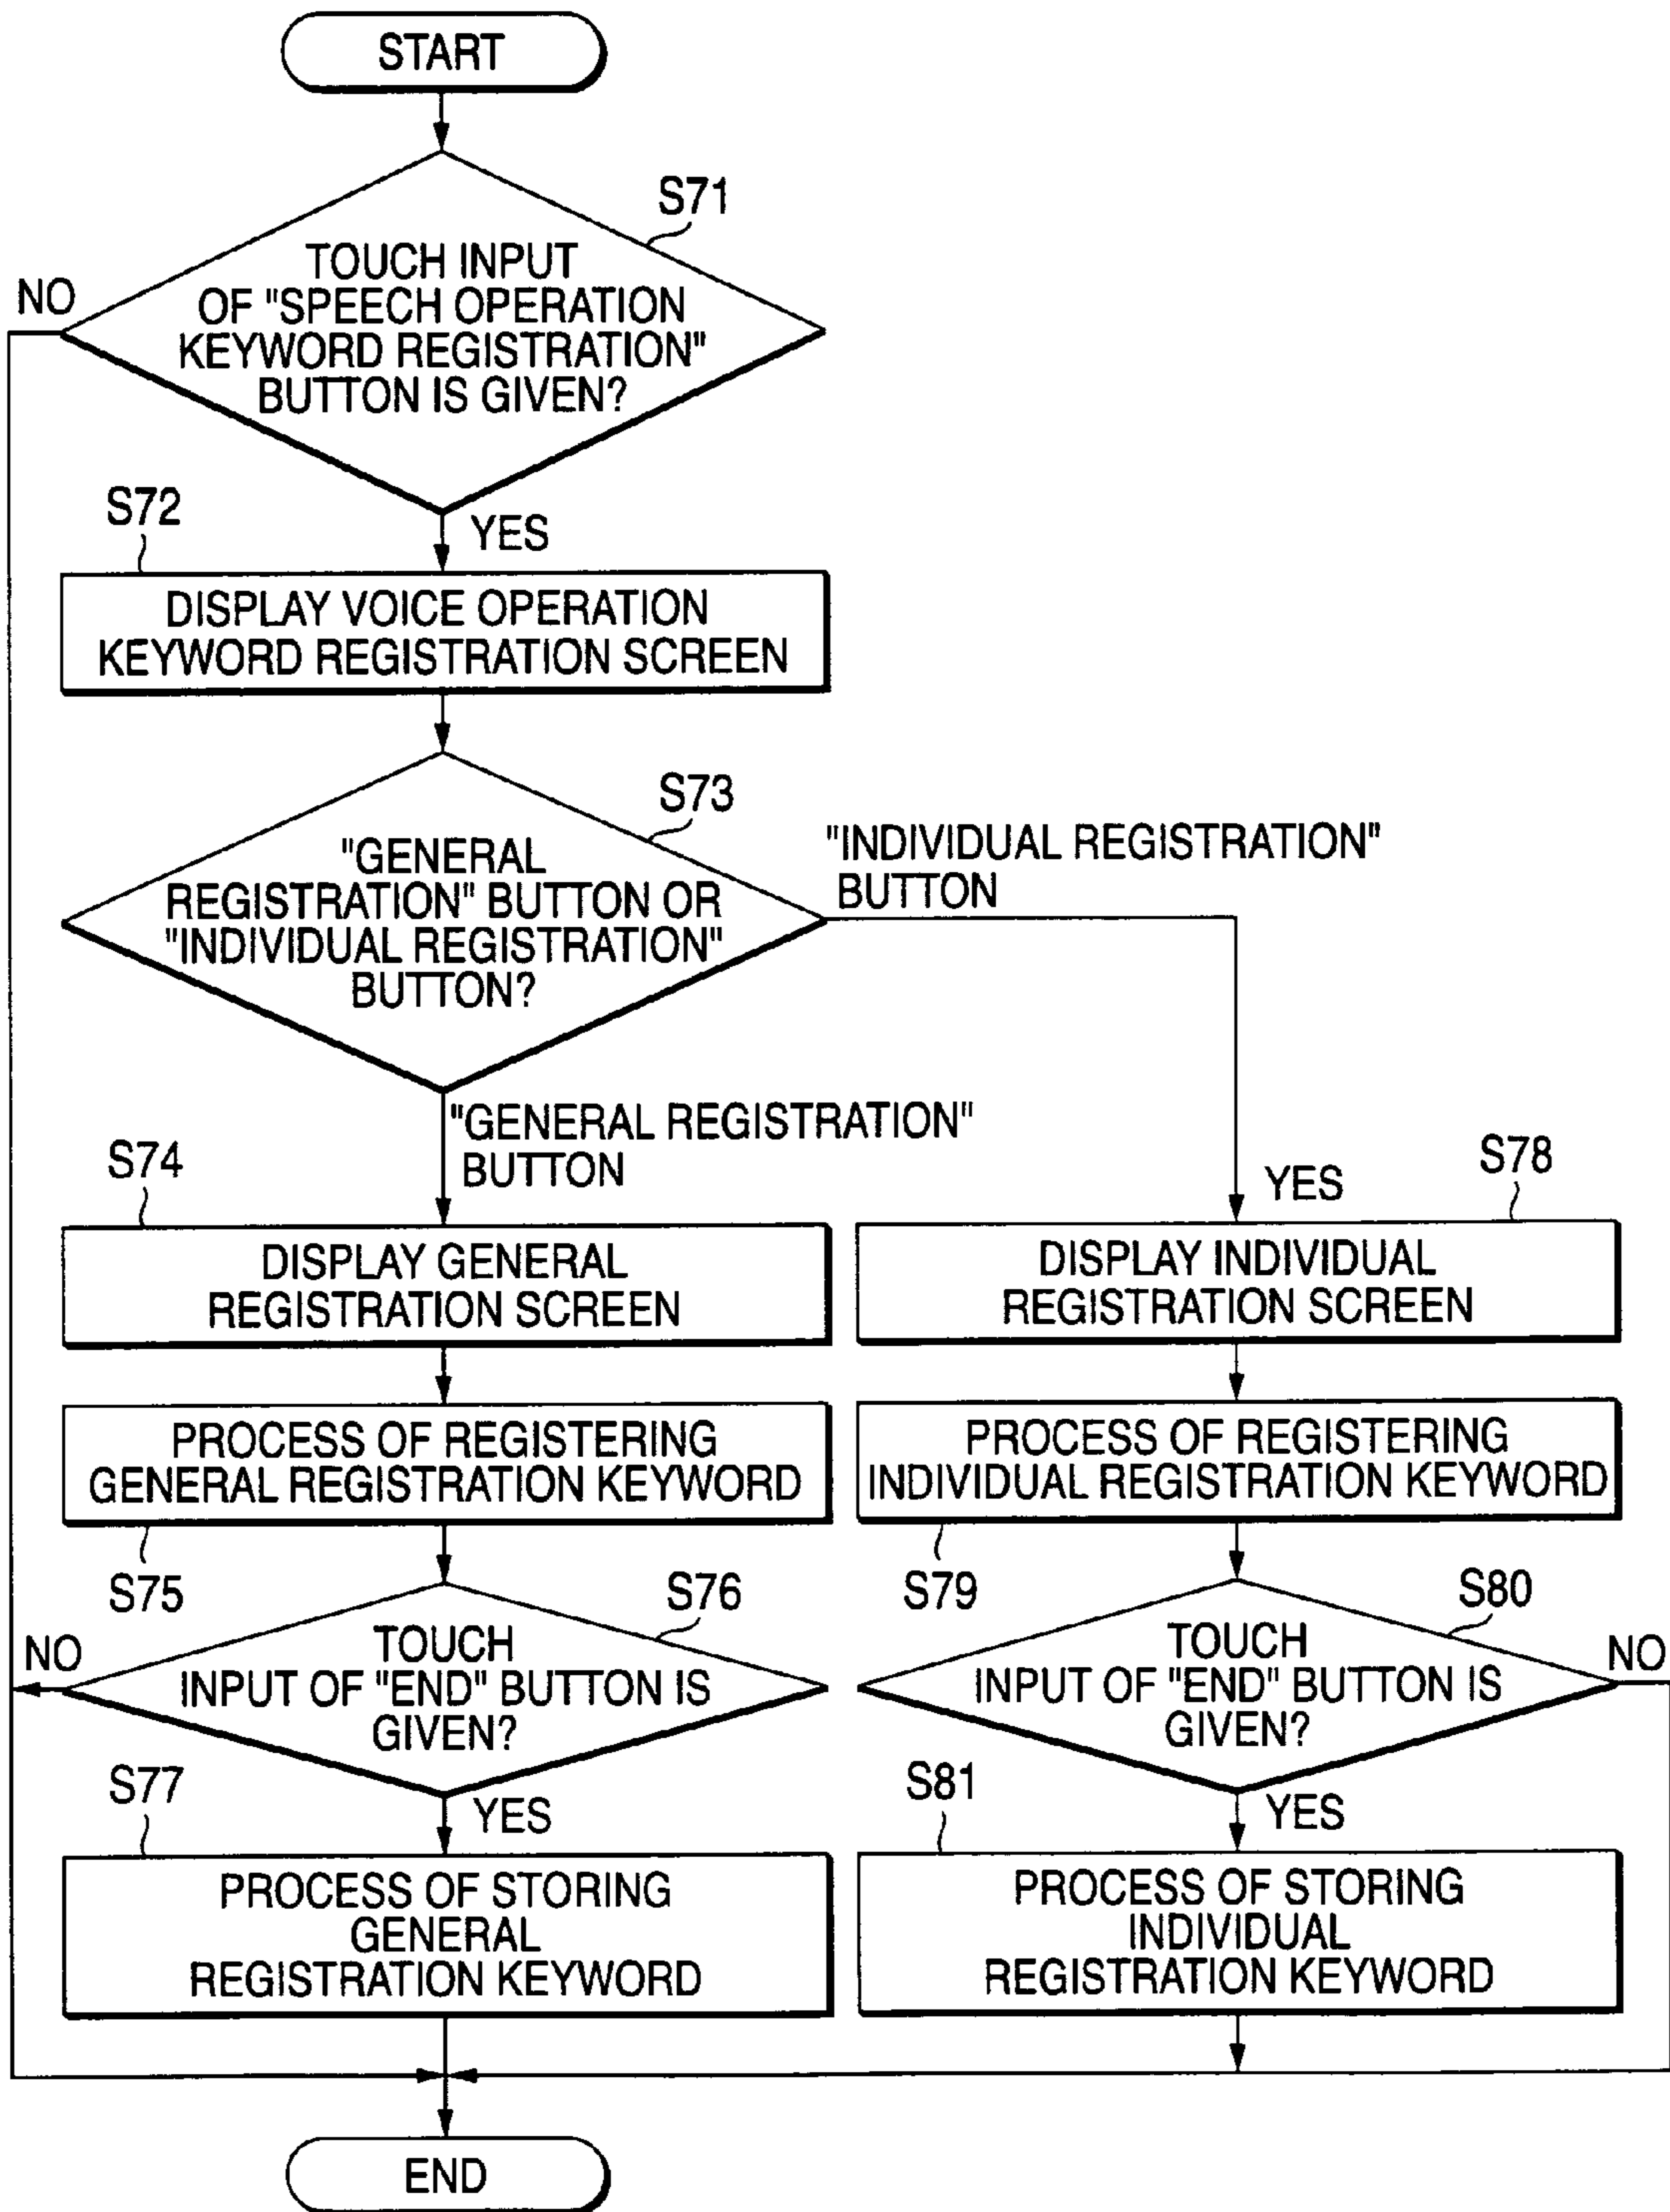 START
S71
TOUCH INPUT
OF "SPEECH OPERATION
KEYWORD REGISTRATION"
BUTTON IS GIVEN?
NO
YES
S72
DISPLAY VOICE OPERATION
KEYWORD REGISTRATION SCREEN
S73
"GENERAL
REGISTRATION" BUTTON OR
"INDIVIDUAL REGISTRATION"
BUTTON?
"INDIVIDUAL REGISTRATION"
BUTTON
"GENERAL REGISTRATION"
BUTTON
S74
DISPLAY GENERAL
REGISTRATION SCREEN
PROCESS OF REGISTERING
GENERAL REGISTRATION KEYWORD
S75
S76
TOUCH
INPUT OF "END" BUTTON IS
GIVEN?
NO
YES
S77
PROCESS OF STORING
GENERAL
REGISTRATION KEYWORD
YES
S78
DISPLAY INDIVIDUAL
REGISTRATION SCREEN
PROCESS OF REGISTERING
INDIVIDUAL REGISTRATION KEYWORD
S79
S80
TOUCH
INPUT OF "END" BUTTON IS
GIVEN?
NO
YES
S81
PROCESS OF STORING
INDIVIDUAL
REGISTRATION KEYWORD
END